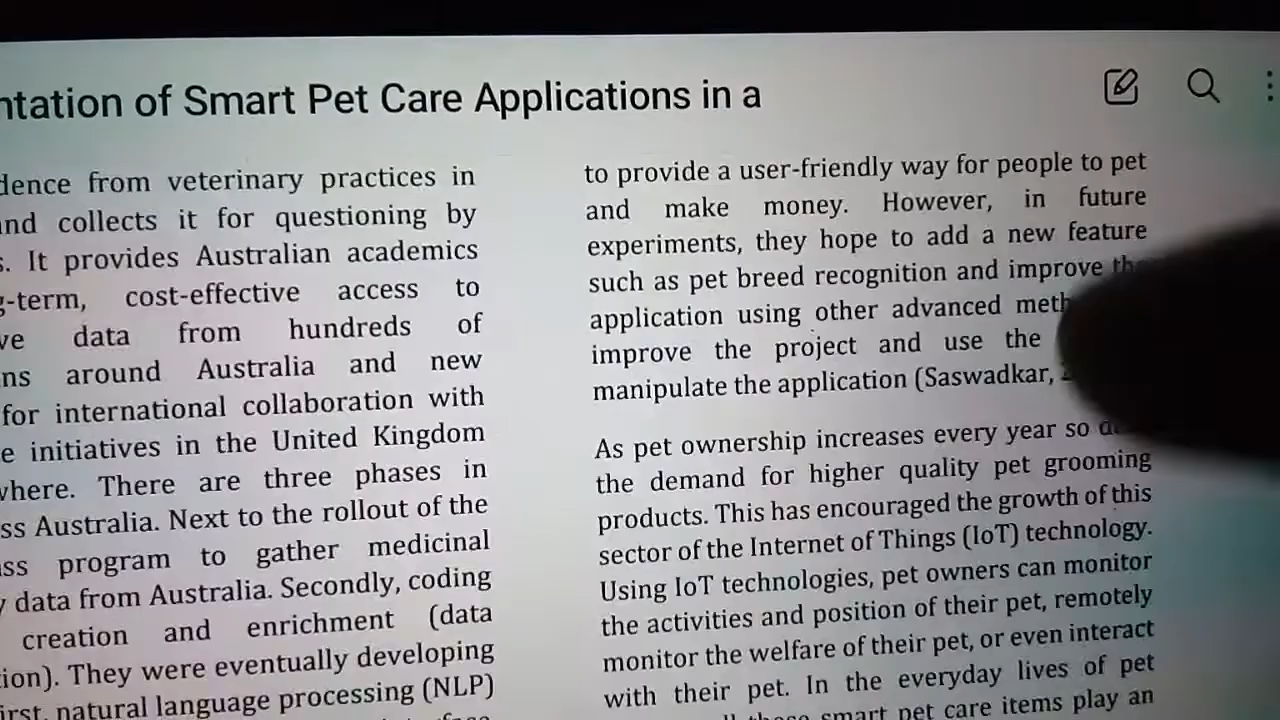 ntation of Smart Pet Care Applications in a
dence from veterinary practices in
and collects it for questioning by
s. It provides Australian academics
g-term, cost-effective access to
ve data from hundreds of
ns around Australia and new
for international collaboration with
e initiatives in the United Kingdom
where. There are three phases in
ss Australia. Next to the rollout of the
ass program to gather medicinal
y data from Australia. Secondly, coding
creation and enrichment (data
ion). They were eventually developing
irst, natural language processing (NLP)
to provide a user-friendly way for people to pet
and make money. However, in future
experiments, they hope to add a new feature
such as pet breed recognition and improve
application using other advanced
improve the project and use the
manipulate the application (Saswadkar,
As pet ownership increases every year so
the demand for higher quality pet grooming
products. This has encouraged the growth of this
sector of the Internet of Things (IoT) technology.
Using IoT technologies, pet owners can monitor
the activities and position of their pet, remotely
monitor the welfare of their pet, or even interact
with their pet. In the everyday lives of pet
these smart pet care items play an